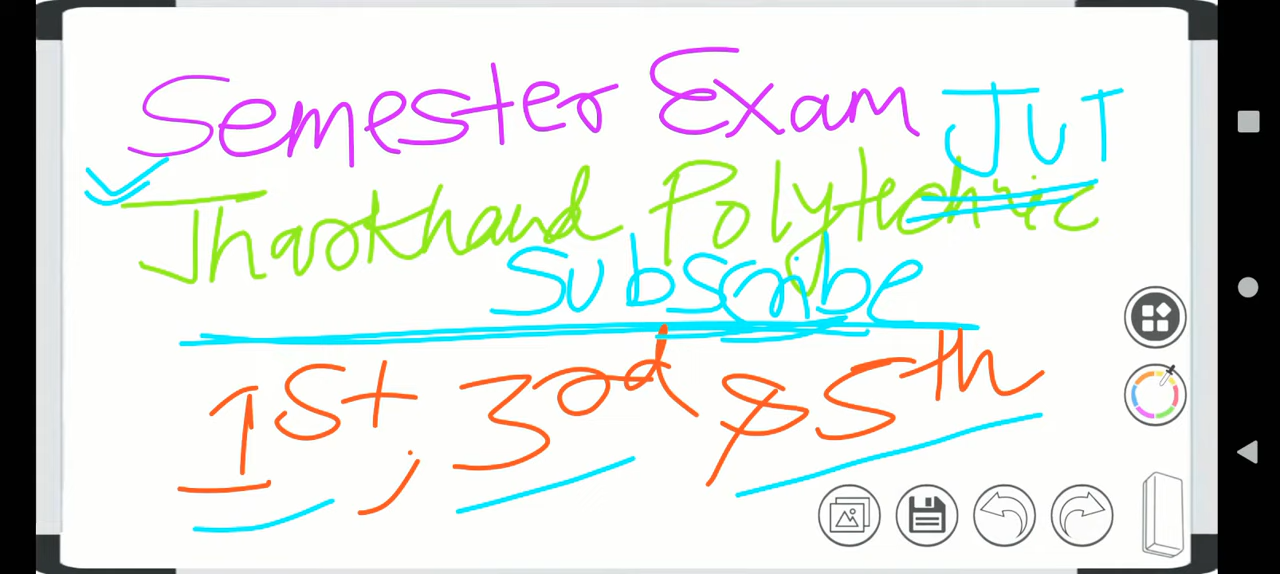 Semester Exam JUT
Jharkhand Polytechnic
Subscribe
1st, 3rd & 5th